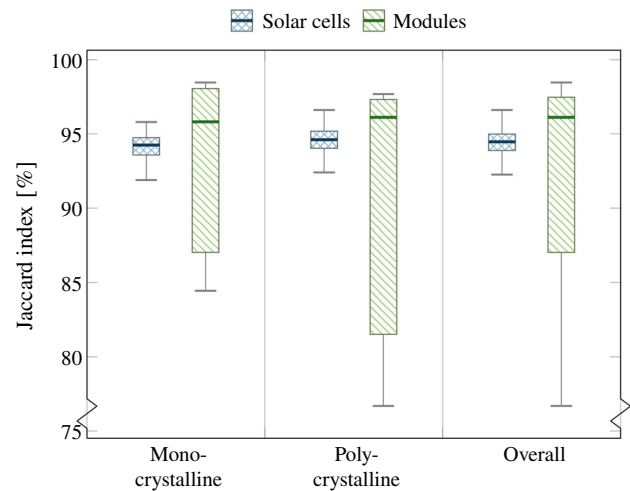 Solar cells Modules
100
95
90
85
80
75
Jaccard index [%]
Mono-
crystalline
Poly-
crystalline
Overall